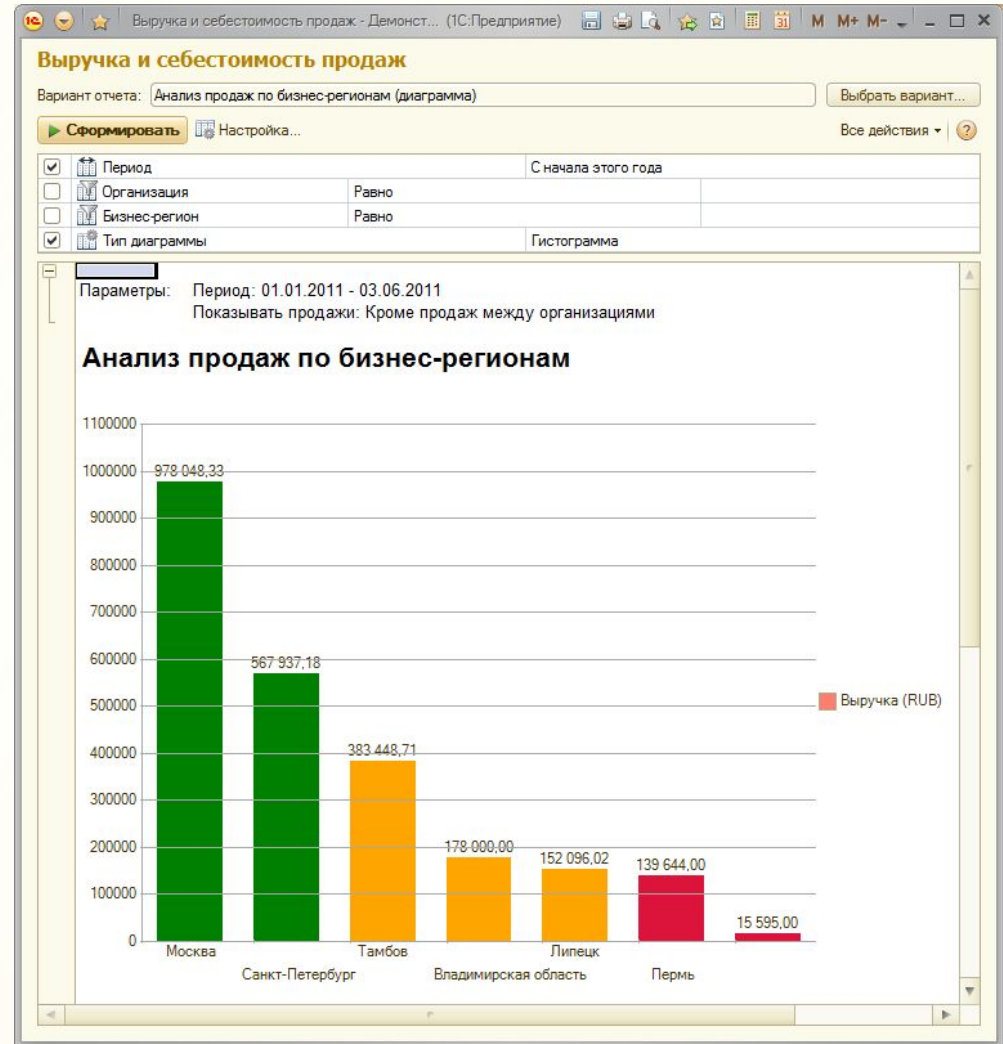 Выручка и себестоимость продаж - Демонст... (1С:Предприятие) 31 M M+ M-
Выручка и себестоимость продаж
Вариант отчета: Анализ продаж по бизнес-регионам (диаграмма) Выбрать вариант...
Сформировать Настройка... Все действия ?
Период С начала этого года
Организация Равно
Бизнес-регион Равно
Тип диаграммы Гистограмма
Параметры: Период: 01.01.2011 - 03.06.2011
Показывать продажи: Кроме продаж между организациями
Анализ продаж по бизнес-регионам
1100000
1000000 978 048,33
900000
800000
700000
600000 567 937,18
500000 Выручка (RUB)
400000 383 448,71
300000
200000 178 000,00 152 096,02 139 644,00
100000 15 595,00
0
Москва Тамбов Липецк
Санкт-Петербург Владимирская область Пермь